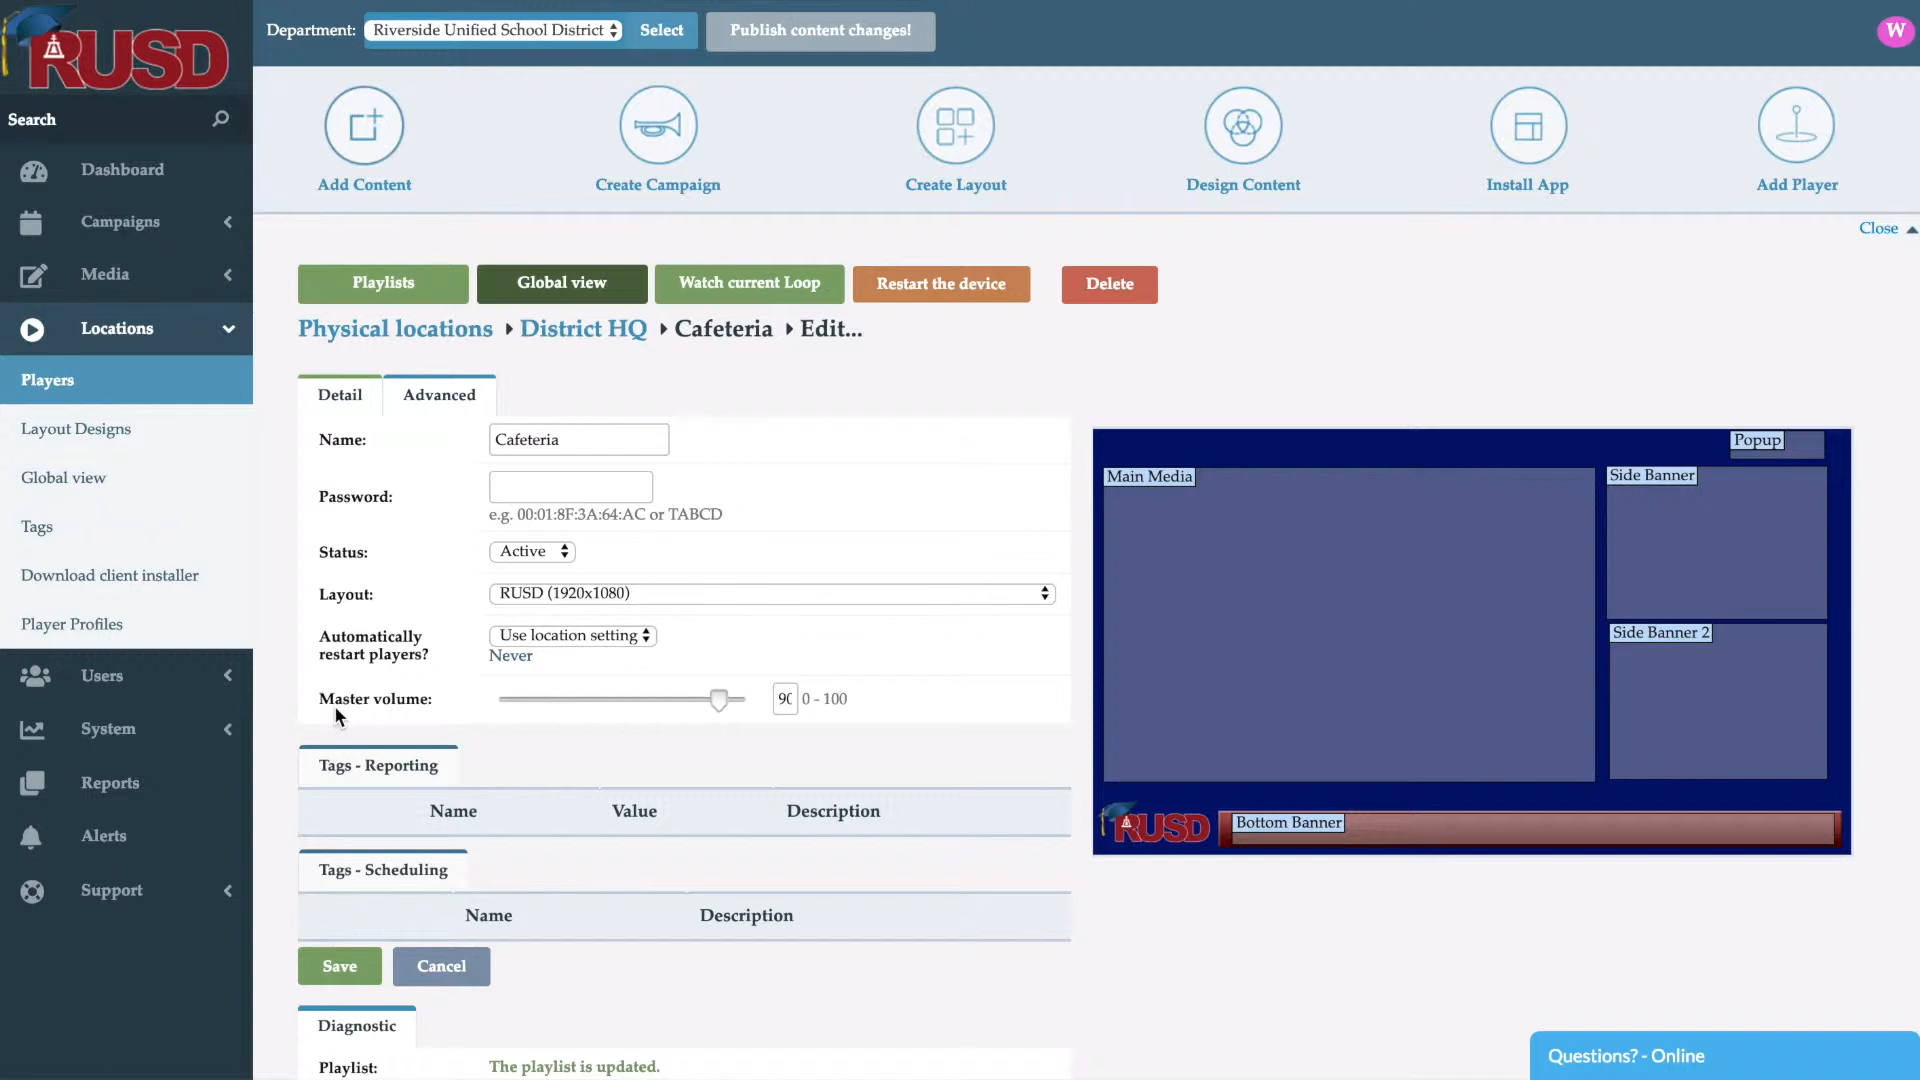 RUSD
Department: Riverside Unified School District Select Publish content changes! W
Search
Add Content Create Campaign Create Layout Design Content Install App Add Player
Close
Dashboard
Campaigns
Media
Locations
Players
Layout Designs
Global view
Tags
Download client installer
Player Profiles
Users
System
Reports
Alerts
Support
Playlists Global view Watch current Loop Restart the device Delete
Physical locations District HQ Cafeteria Edit...
Detail Advanced
Name: Cafeteria
Password:
e.g. 00:01:8F:3A:64:AC or TABCD
Status: Active
Layout: RUSD (1920x1080)
Automatically restart players? Use location setting
Never
Master volume: 90 0 - 100
Tags - Reporting
Name Value Description
Tags - Scheduling
Name Description
Save Cancel
Diagnostic
Playlist: The playlist is updated.
Popup
Main Media Side Banner
Side Banner 2
RUSD Bottom Banner
Questions? - Online